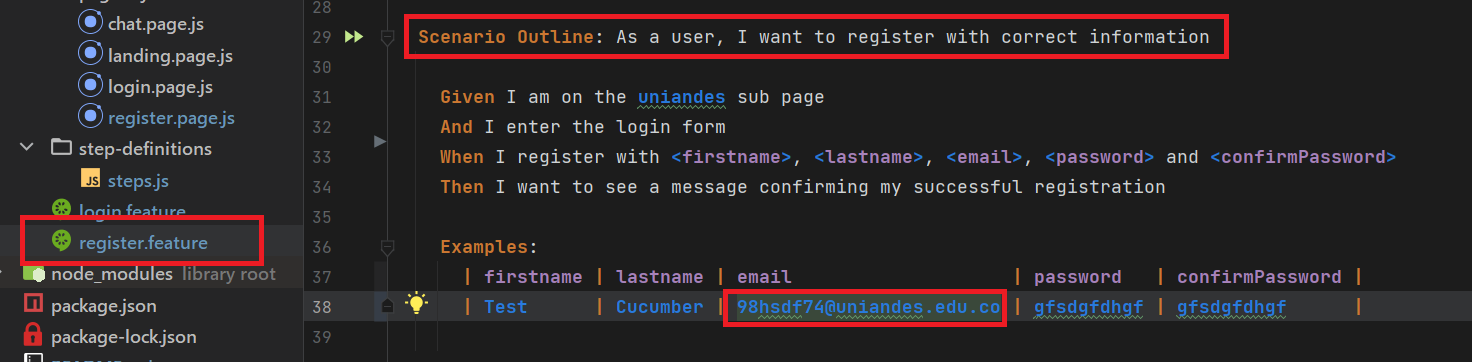 chat.page.js
landing.page.js
login.page.js
register.page.js
step-definitions
JS steps.js
login.feature
register.feature
node_modules library root
package.json
package-lock.json
28
29 Scenario Outline: As a user, I want to register with correct information
30
31 Given I am on the uniandes sub page
32 And I enter the login form
33 When I register with <firstname>, <lastname>, <email>, <password> and <confirmPassword>
34 Then I want to see a message confirming my successful registration
35
36 Examples:
37 | firstname | lastname | email | password | confirmPassword |
38 | Test | Cucumber | 98hsdf74@uniandes.edu.co | gfsdgfdhgf | gfsdgfdhgf |
39